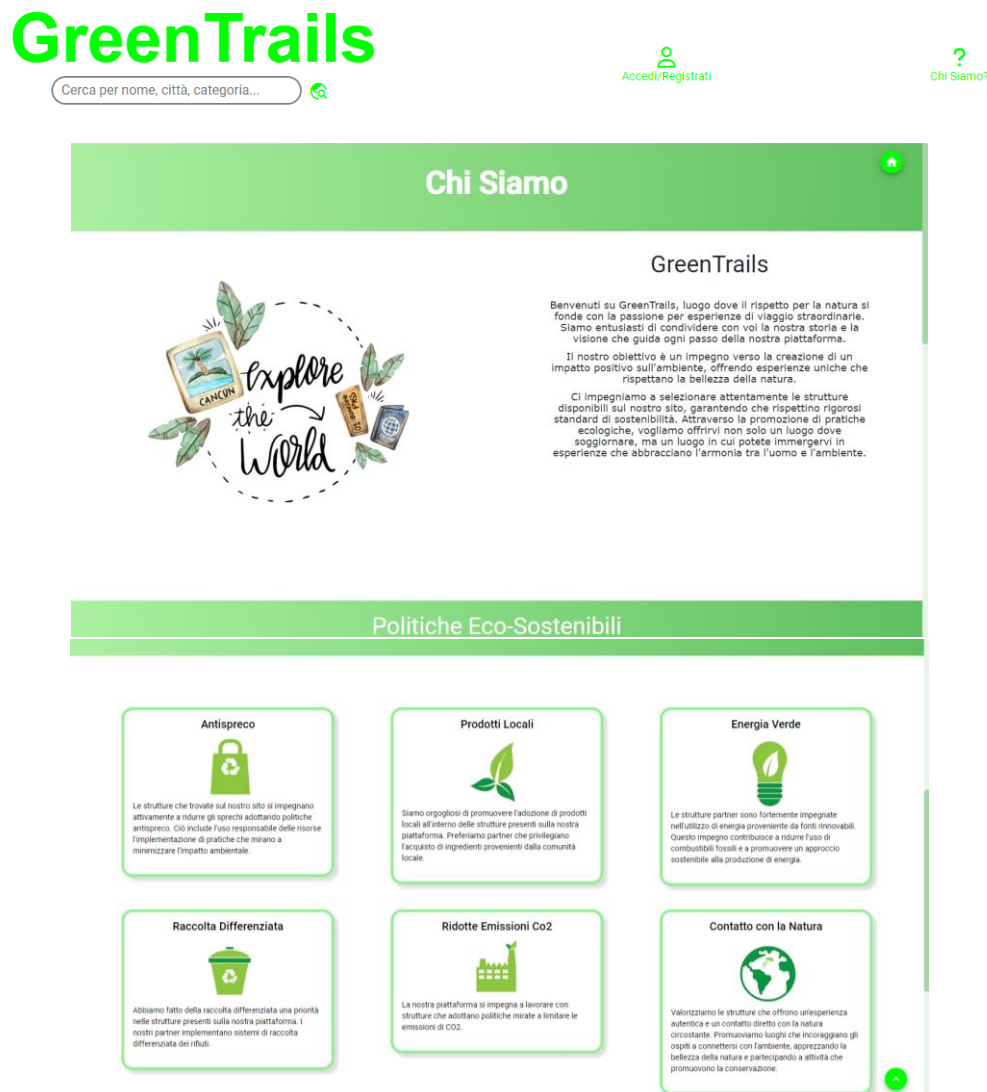 GreenTrails
Cerca per nome, città, categoria...
Accedi/Registrati
Chi Siamo?
Chi Siamo
explore
the
World
CANCUN
GreenTrails
Benvenuti su GreenTrails, luogo dove il rispetto per la natura si
fonde con la passione per esperienze di viaggio straordinarie.
Siamo entusiasti di condividere con voi la nostra storia e la
visione che guida ogni passo della nostra piattaforma.
Il nostro obiettivo è un impegno verso la creazione di un
impatto positivo sull'ambiente, offrendo esperienze uniche che
rispettano la bellezza della natura.
Ci impegniamo a selezionare attentamente le strutture
disponibili sul nostro sito, garantendo che rispettino rigorosi
standard di sostenibilità. Attraverso la promozione di pratiche
ecologiche, vogliamo offrirvi non solo un luogo dove
soggiornare, ma un luogo in cui potete immergervi in
esperienze che abbracciano l'armonia tra l'uomo e l'ambiente.
Politiche Eco-Sostenibili
Antispreco
Le strutture che trovate sul nostro sito si impegnano
attivamente a ridurre gli sprechi adottando politiche
antispreco. Ciò include l'uso responsabile delle risorse
l'implementazione di pratiche che mirano a
minimizzare l'impatto ambientale.
Prodotti Locali
Siamo orgogliosi di promuovere l'adozione di prodotti
locali all'interno delle strutture presenti sulla nostra
piattaforma. Preferiamo partner che privilegiano
l'acquisto di ingredienti provenienti dalla comunità
locale.
Energia Verde
Le strutture partner sono fortemente impegnate
nell'utilizzo di energia proveniente da fonti rinnovabili.
Questo impegno contribuisce a ridurre l'uso di
combustibili fossili e a promuovere un approccio
sostenibile alla produzione di energia.
Raccolta Differenziata
Abbiamo fatto della raccolta differenziata una priorità
nelle strutture presenti sulla nostra piattaforma. I
nostri partner implementano sistemi di raccolta
differenziata dei rifiuti.
Ridotte Emissioni Co2
La nostra piattaforma si impegna a lavorare con
strutture che adottano politiche mirate a limitare le
emissioni di CO2.
Contatto con la Natura
Valorizziamo le strutture che offrono un'esperienza
autentica e un contatto diretto con la natura
circostante. Promuoviamo luoghi che incoraggiano gli
ospiti a connettersi con l'ambiente, apprezzando la
bellezza della natura e partecipando a attività che
promuovono la conservazione.